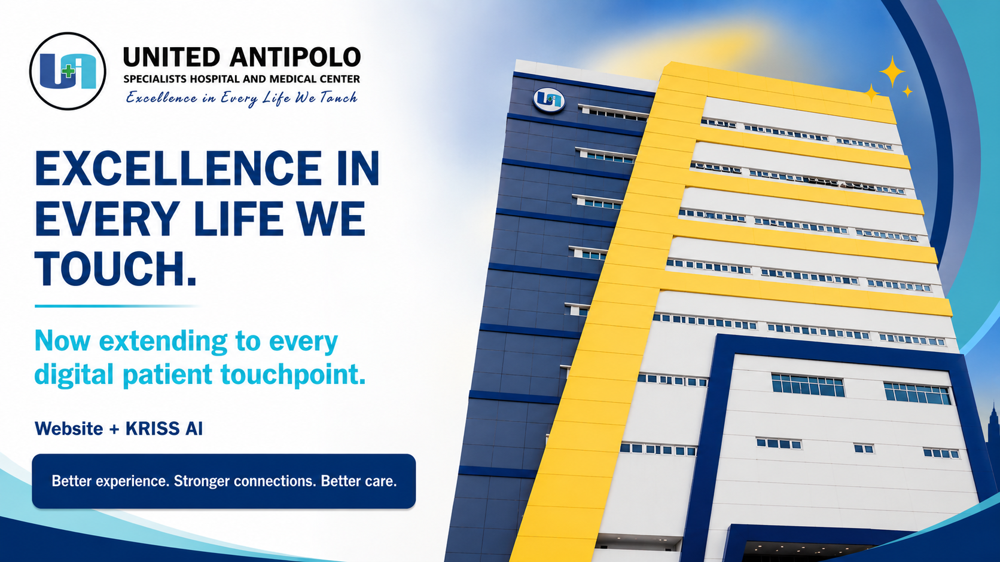 UNITED ANTIPOLO
SPECIALISTS HOSPITAL AND MEDICAL CENTER
Excellence in Every Life We Touch
EXCELLENCE IN
EVERY LIFE WE
TOUCH.
Now extending to every
digital patient touchpoint.
Website + KRISS AI
Better experience. Stronger connections. Better care.